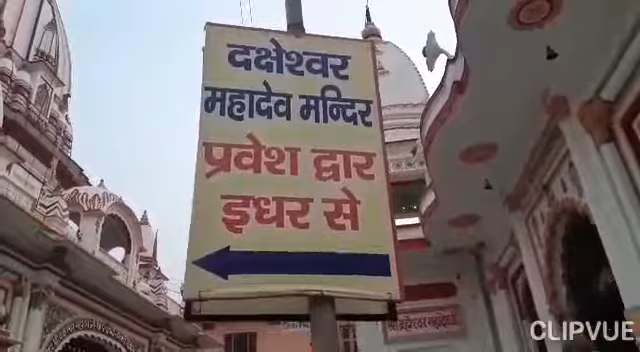 दक्षेश्वर
महादेव मन्दिर
प्रवेश द्वार
इधर से
CLIPVUE